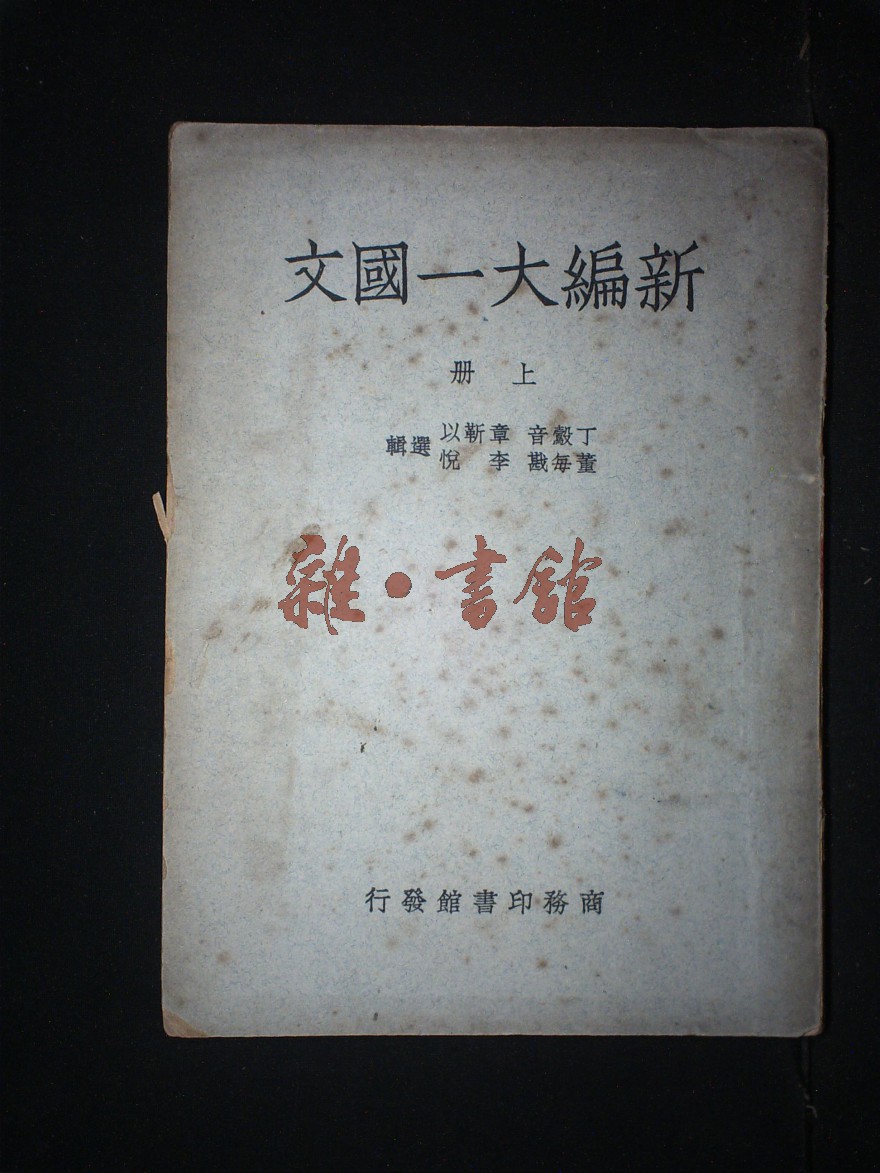 新編大一國文
上册
丁縠音 章靳以
董每戡 李悅 選輯
雜·書館
商務印書館發行